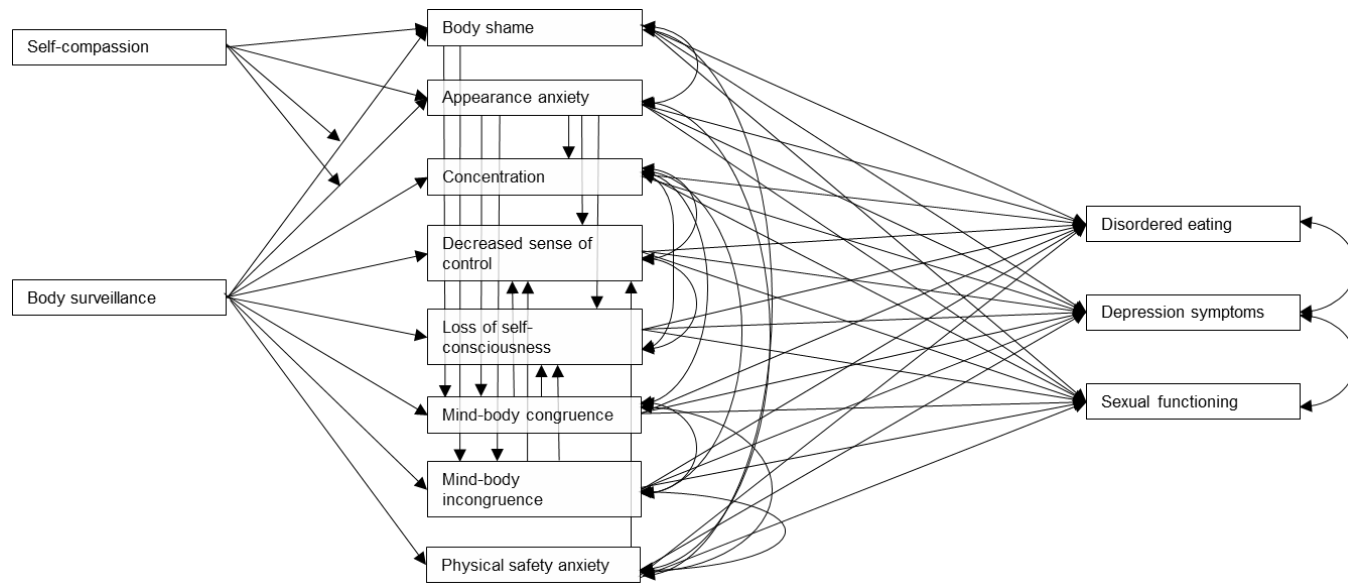 Self-compassion
Body surveillance
Body shame
Appearance anxiety
Concentration
Decreased sense of
control
Loss of self-
consciousness
Mind-body congruence
Mind-body
incongruence
Physical safety anxiety
Disordered eating
Depression symptoms
Sexual functioning